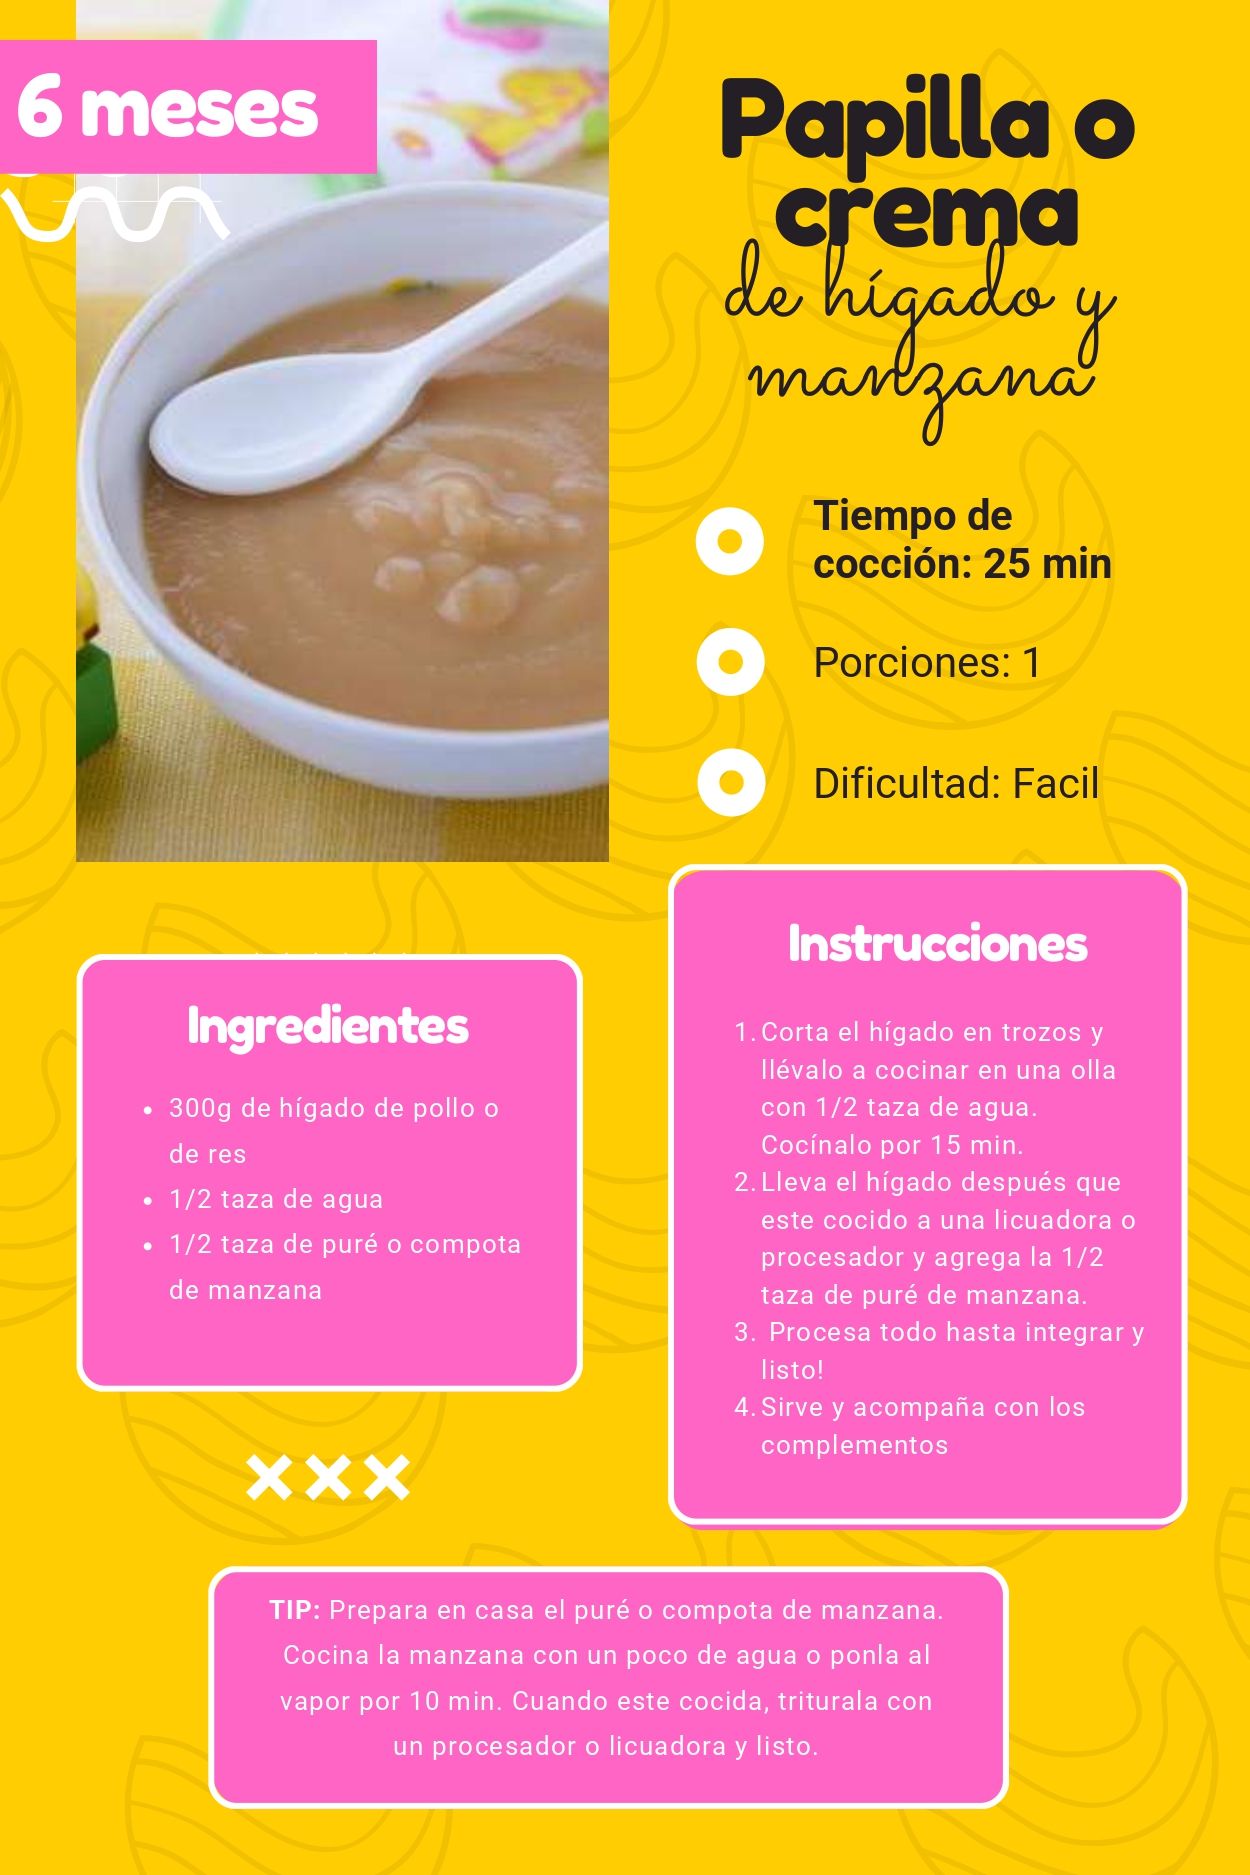 6 meses
Papilla o
crema
de hígado y
manzana
Tiempo de
cocción: 25 min
Porciones: 1
Dificultad: Facil
Ingredientes
• 300g de hígado de pollo o
de res
• 1/2 taza de agua
• 1/2 taza de puré o compota
de manzana
Instrucciones
1. Corta el hígado en trozos y
llévalo a cocinar en una olla
con 1/2 taza de agua.
Cocínalo por 15 min.
2. Lleva el hígado después que
este cocido a una licuadora o
procesador y agrega la 1/2
taza de puré de manzana.
3. Procesa todo hasta integrar y
listo!
4. Sirve y acompaña con los
complementos
TIP: Prepara en casa el puré o compota de manzana.
Cocina la manzana con un poco de agua o ponla al
vapor por 10 min. Cuando este cocida, triturala con
un procesador o licuadora y listo.